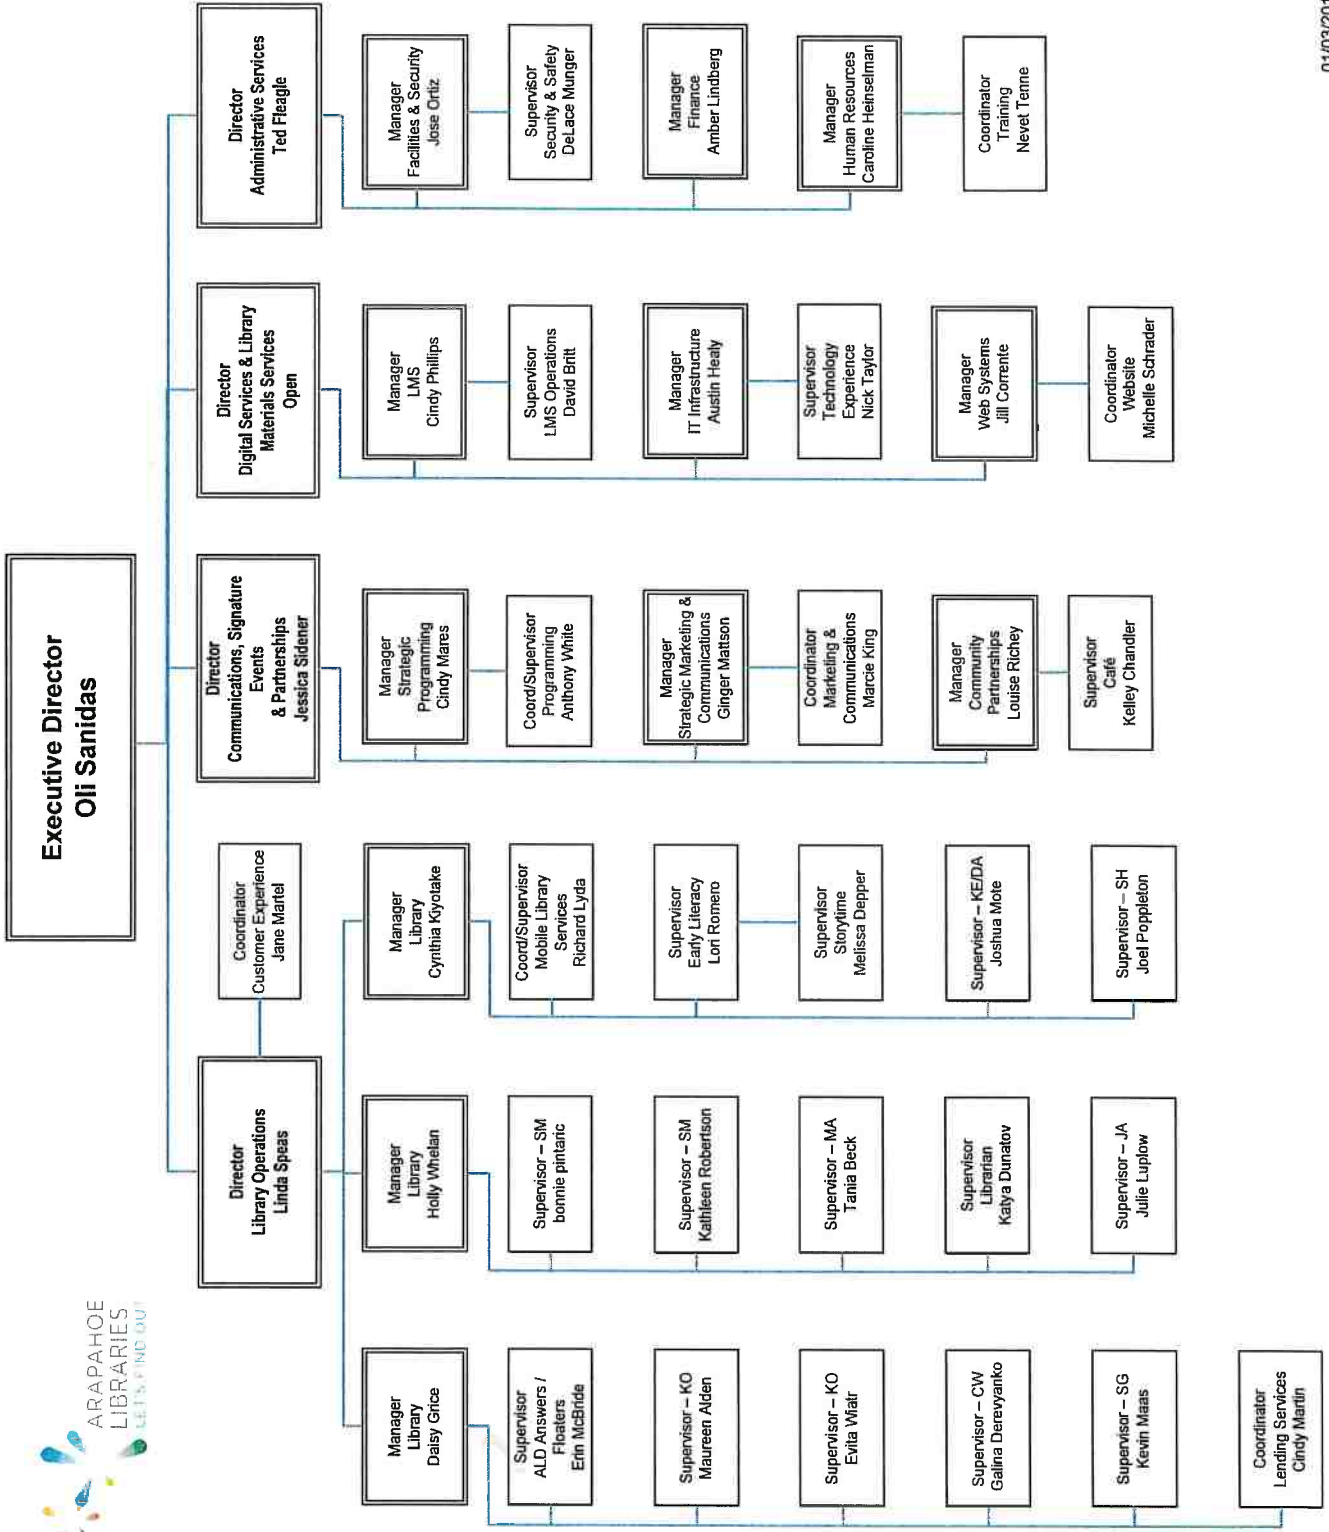 ARAPAHOE
LIBRARIES
LET'S FIND OUT
Executive Director
Oli Sanidas
Director
Library Operations
Linda Speas
Coordinator
Customer Experience
Jane Martel
Director
Communications, Signature
Events
& Partnerships
Jessica Sidener
Director
Digital Services & Library
Materials Services
Open
Director
Administrative Services
Ted Fleagle
Manager
Library
Daisy Grice
Supervisor
ALD Answers /
Floaters
Erin McBride
Supervisor – KO
Maureen Alden
Supervisor – KO
Evita Wiatr
Supervisor – CW
Galina Derevyanko
Supervisor – SG
Kevin Maas
Coordinator
Lending Services
Cindy Martin
Manager
Library
Holly Whelan
Supervisor – SM
bonnie pintaric
Supervisor – SM
Kathleen Robertson
Supervisor – MA
Tania Beck
Supervisor
Librarian
Katya Dunatov
Supervisor – JA
Julie Luplow
Manager
Library
Cynthia Kiyotake
Coord/Supervisor
Mobile Library
Services
Richard Lyda
Supervisor
Early Literacy
Lori Romero
Supervisor
Storytime
Melissa Depper
Supervisor – KE/DA
Joshua Mote
Supervisor – SH
Joel Poppleton
Manager
Strategic
Programming
Cindy Mares
Coord/Supervisor
Programming
Anthony White
Manager
Strategic Marketing &
Communications
Ginger Mattson
Coordinator
Marketing &
Communications
Marcie King
Manager
Community
Partnerships
Louise Richey
Supervisor
Café
Kelley Chandler
Manager
LMS
Cindy Phillips
Supervisor
LMS Operations
David Britt
Manager
IT Infrastructure
Austin Healy
Supervisor
Technology
Experience
Nick Taylor
Manager
Web Systems
Jill Corrente
Coordinator
Website
Michelle Schrader
Manager
Facilities & Security
Jose Ortiz
Supervisor
Security & Safety
DeLace Munger
Manager
Finance
Amber Lindberg
Manager
Human Resources
Caroline Heinselman
Coordinator
Training
Nevet Tenne